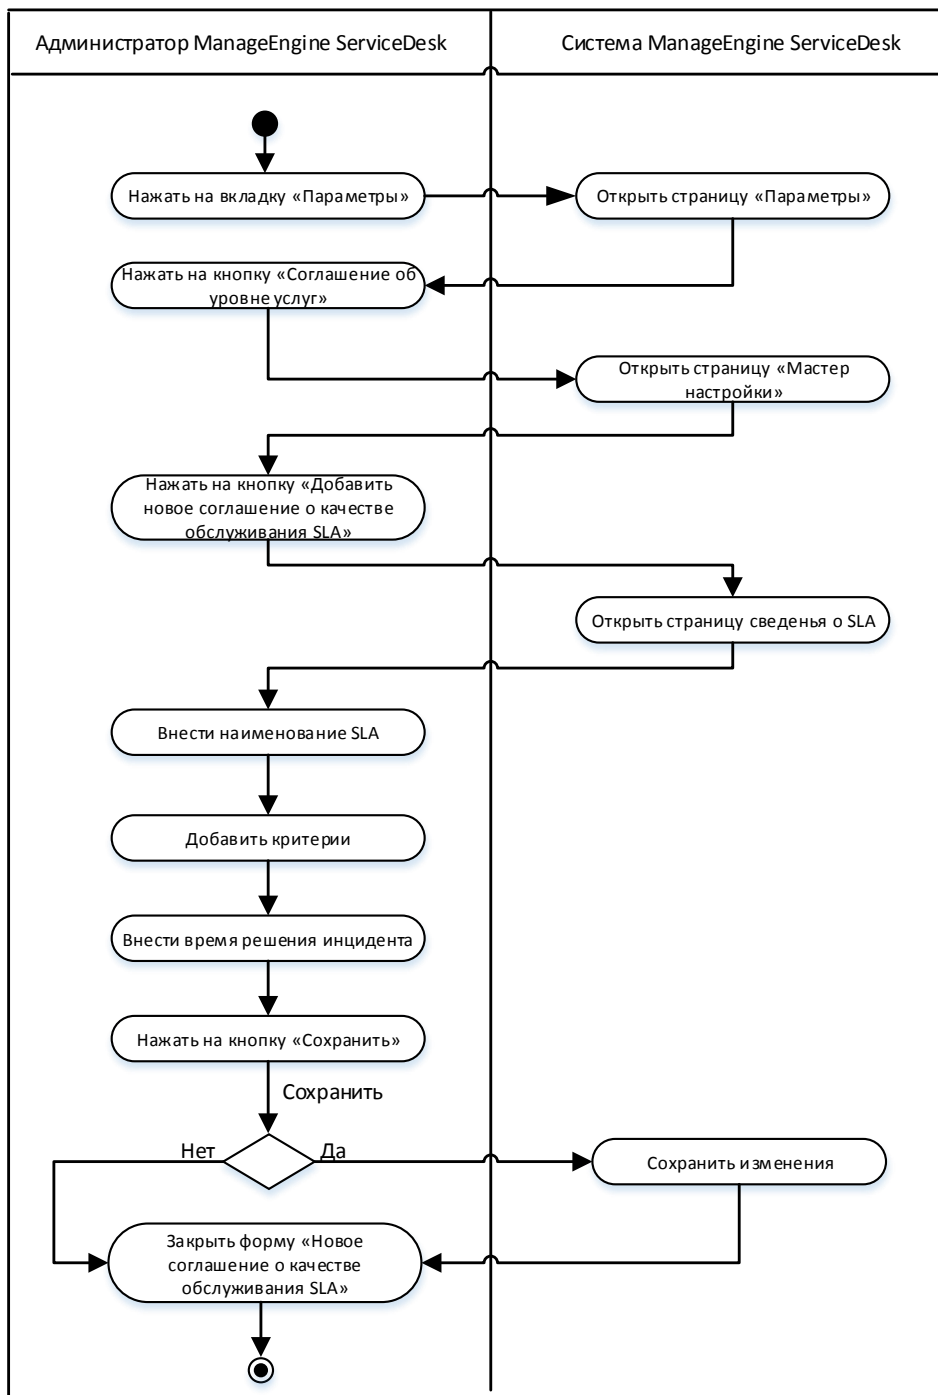 Администратор ManageEngine ServiceDesk
Система ManageEngine ServiceDesk
Нажать на вкладку «Параметры»
Открыть страницу «Параметры»
Нажать на кнопку «Соглашение об
уровне услуг»
Открыть страницу «Мастер
настройки»
Нажать на кнопку «Добавить
новое соглашение о качестве
обслуживания SLA»
Открыть страницу сведенья о SLA
Внести наименование SLA
Добавить критерии
Внести время решения инцидента
Нажать на кнопку «Сохранить»
Сохранить
Нет
Да
Сохранить изменения
Закрыть форму «Новое
соглашение о качестве
обслуживания SLA»